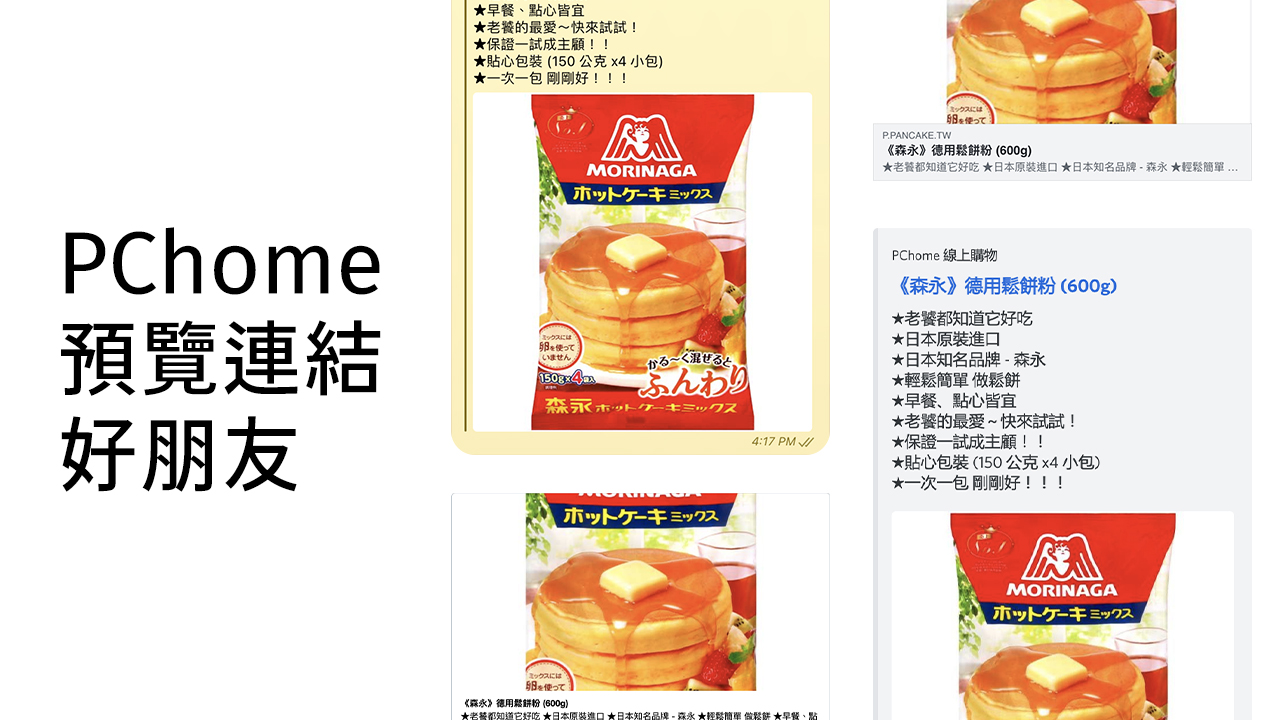 PChome
預覽連結
好朋友
★早餐、點心皆宜
★老饕的最愛～快來試試！
★保證一試成主顧！！
★貼心包裝 (150 公克 x4 小包)
★一次一包 剛剛好！！！
No.1
MORINAGA
ホットケーキミックス
ミックスには
卵を使って
いません
かる〜く混ぜると
ふんわり
150g×4袋入
森永ホットケーキミックス
4:17 PM
MORINAGA
ホットケーキミックス
ミックスには
卵を使って
《森永》德用鬆餅粉 (600g)
★老饕都知道它好吃 ★日本原裝進口 ★日本知名品牌 - 森永 ★輕鬆簡單 做鬆餅 ★早餐、點
ミックスには
卵を使って
P.PANCAKE.TW
《森永》德用鬆餅粉 (600g)
★老饕都知道它好吃 ★日本原裝進口 ★日本知名品牌 - 森永 ★輕鬆簡單 ...
PChome 線上購物
《森永》德用鬆餅粉 (600g)
★老饕都知道它好吃
★日本原裝進口
★日本知名品牌 - 森永
★輕鬆簡單 做鬆餅
★早餐、點心皆宜
★老饕的最愛～快來試試！
★保證一試成主顧！！
★貼心包裝 (150 公克 x4 小包)
★一次一包 剛剛好！！！
No.1
MORINAGA
ホットケーキミックス